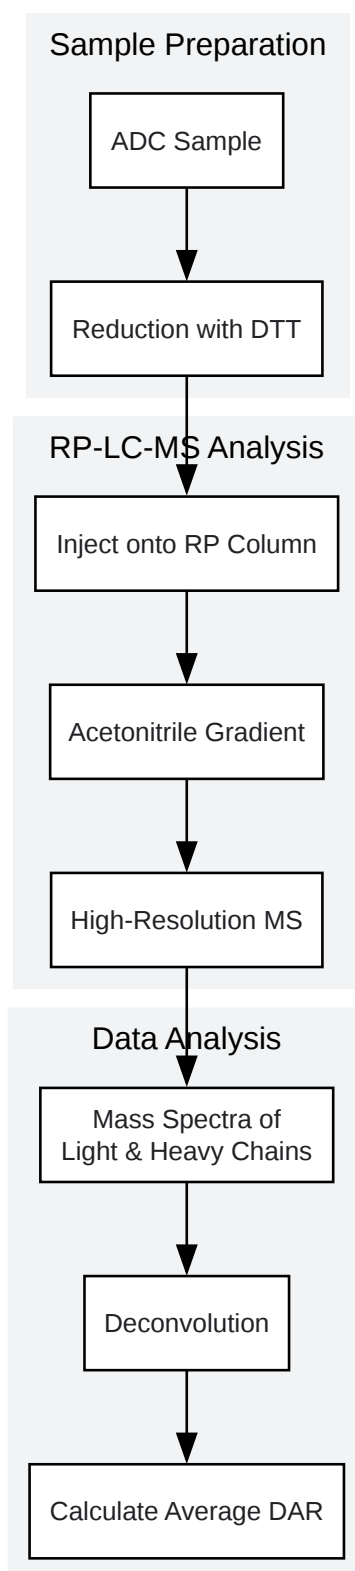 Sample Preparation
ADC Sample
Reduction with DTT
RP-LC-MS Analysis
Inject onto RP Column
Acetonitrile Gradient
High-Resolution MS
Data Analysis
Mass Spectra of
Light & Heavy Chains
Deconvolution
Calculate Average DAR